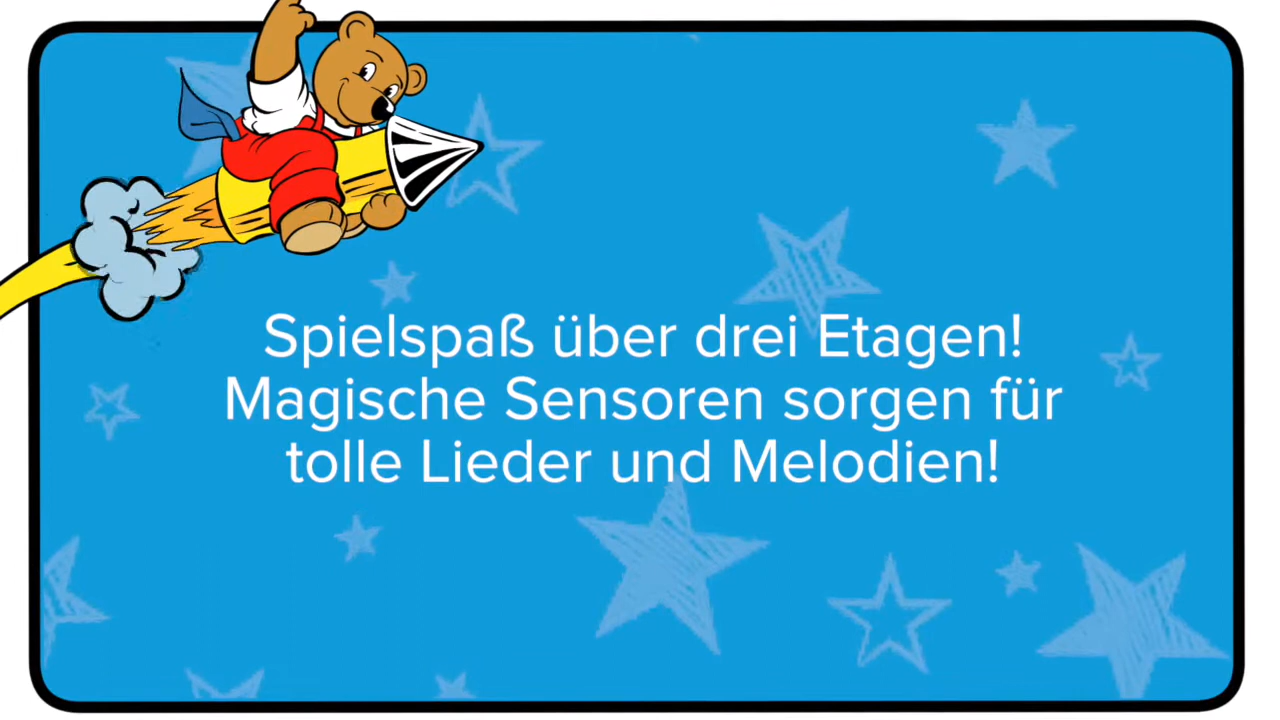 Spielspaß über drei Etagen!
Magische Sensoren sorgen für
tolle Lieder und Melodien!